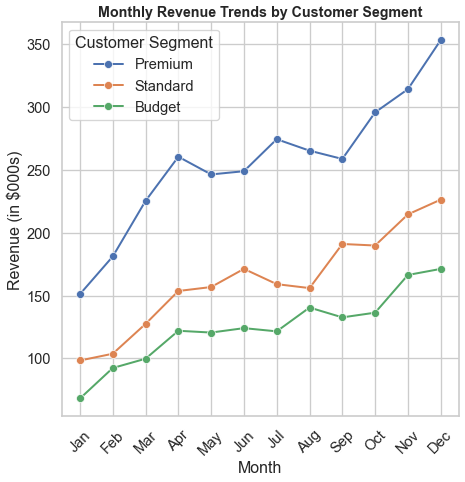 Monthly Revenue Trends by Customer Segment
Customer Segment
Premium
Standard
Budget
Revenue (in $000s)
350
300
250
200
150
100
Jan Feb Mar Apr May Jun Jul Aug Sep Oct Nov Dec
Month